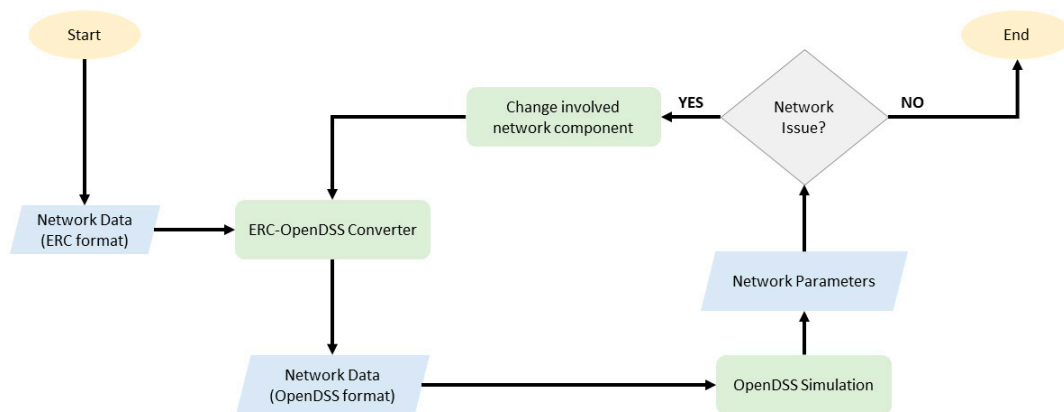 Start
End
Change involved
network component
YES
Network
Issue?
NO
Network Data
(ERC format)
ERC-OpenDSS Converter
Network Parameters
Network Data
(OpenDSS format)
OpenDSS Simulation